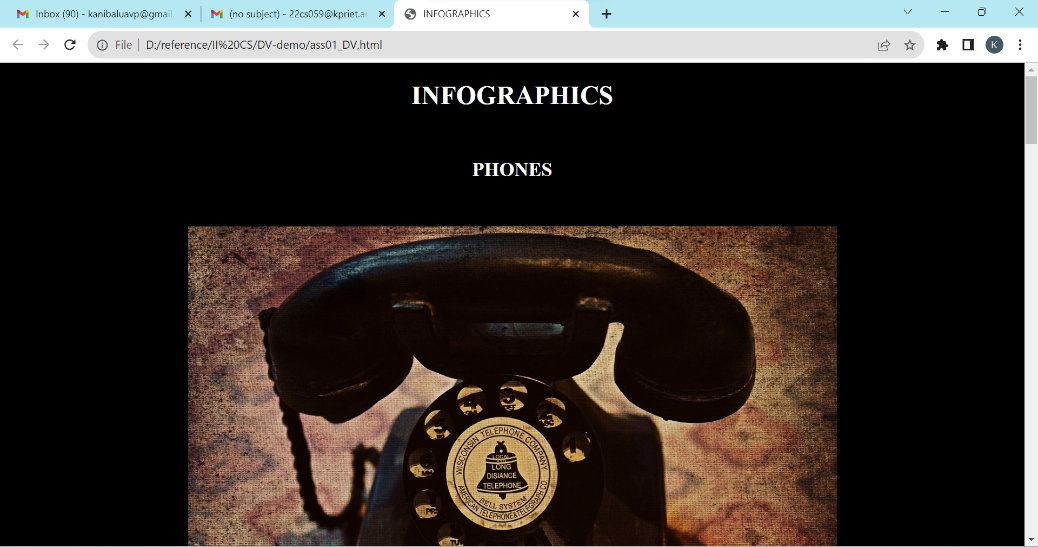 Inbox (90) - kanibaluavp@gmail.
(no subject) - 22cs059@kpriet.ac
INFOGRAPHICS
File | D:/reference/II%20CS/DV-demo/ass01_DV.html
K
INFOGRAPHICS
PHONES
WISCONSIN TELEPHONE COMPANY
LOCAL
LONG
DISTANCE
TELEPHONE
BELL SYSTEM
AMERICAN TELEPHONE & TELEGRAPH CO.